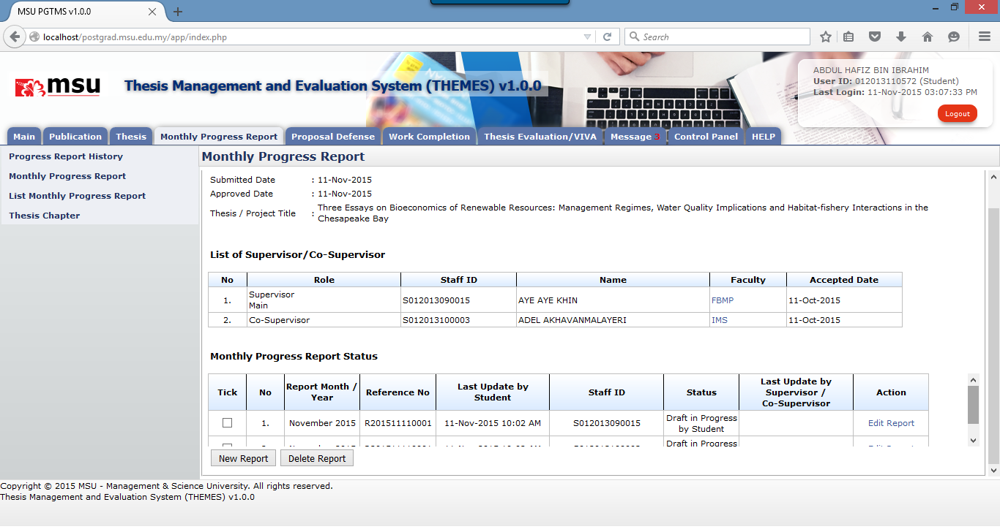 MSU PGTMS v1.0.0
localhost/postgrad.msu.edu.my/app/index.php
Search
msu
Thesis Management and Evaluation System (THEMES) v1.0.0
ABDUL HAFIZ BIN IBRAHIM
User ID: 012013110572 (Student)
Last Login: 11-Nov-2015 03:07:33 PM
Logout
Main Publication Thesis Monthly Progress Report Proposal Defense Work Completion Thesis Evaluation/VIVA Message 3 Control Panel HELP
Progress Report History
Monthly Progress Report
List Monthly Progress Report
Thesis Chapter
Monthly Progress Report
Submitted Date : 11-Nov-2015
Approved Date : 11-Nov-2015
Thesis / Project Title : Three Essays on Bioeconomics of Renewable Resources: Management Regimes, Water Quality Implications and Habitat-fishery Interactions in the
Chesapeake Bay
List of Supervisor/Co-Supervisor
No Role Staff ID Name Faculty Accepted Date
1. Supervisor Main S012013090015 AYE AYE KHIN FBMP 11-Oct-2015
2. Co-Supervisor S012013100003 ADEL AKHAVANMALAYERI IMS 11-Oct-2015
Monthly Progress Report Status
Tick No Report Month / Year Reference No Last Update by Student Staff ID Status Last Update by Supervisor / Co-Supervisor Action
1. November 2015 R201511110001 11-Nov-2015 10:02 AM S012013090015 Draft in Progress by Student Edit Report
Draft in Progress
New Report Delete Report
Copyright © 2015 MSU - Management & Science University. All rights reserved.
Thesis Management and Evaluation System (THEMES) v1.0.0